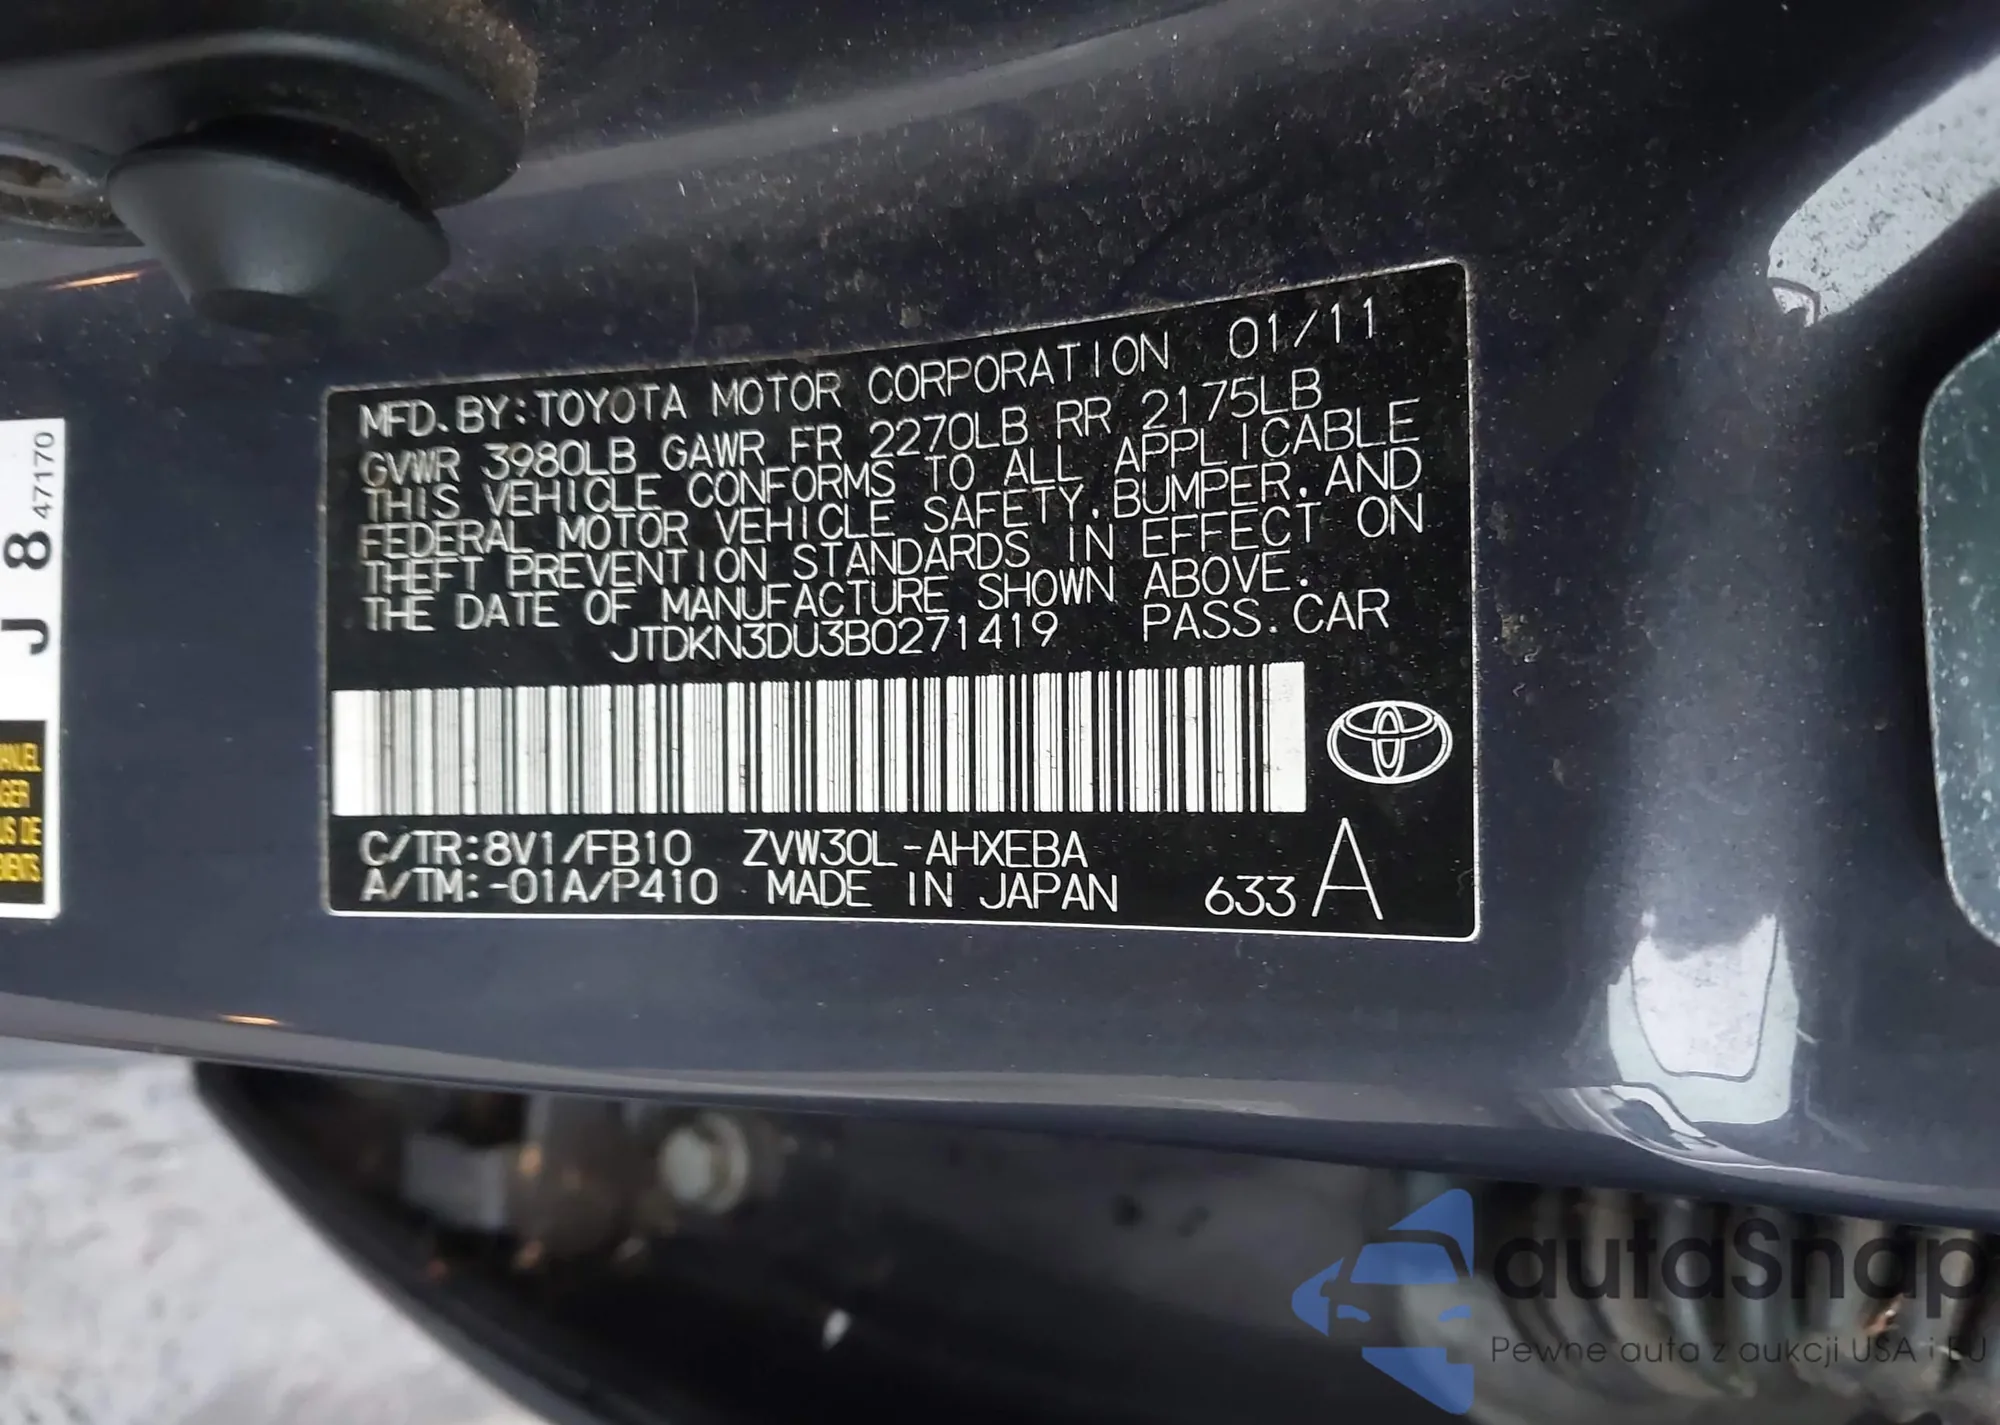 MFD.BY:TOYOTA MOTOR CORPORATION 01/11
GVWR 3980LB GAWR FR 2270LB RR 2175LB
THIS VEHICLE CONFORMS TO ALL APPLICABLE
FEDERAL MOTOR VEHICLE SAFETY,BUMPER,AND
THEFT PREVENTION STANDARDS IN EFFECT ON
THE DATE OF MANUFACTURE SHOWN ABOVE.
JTDKN3DU3B0271419 PASS.CAR
C/TR:8V1/FB10 ZVW30L-AHXEBA
A/TM:-01A/P410 MADE IN JAPAN 633 A
J 8 47170
US DE
autaSnap
Pewne auta z aukcji USA i EU